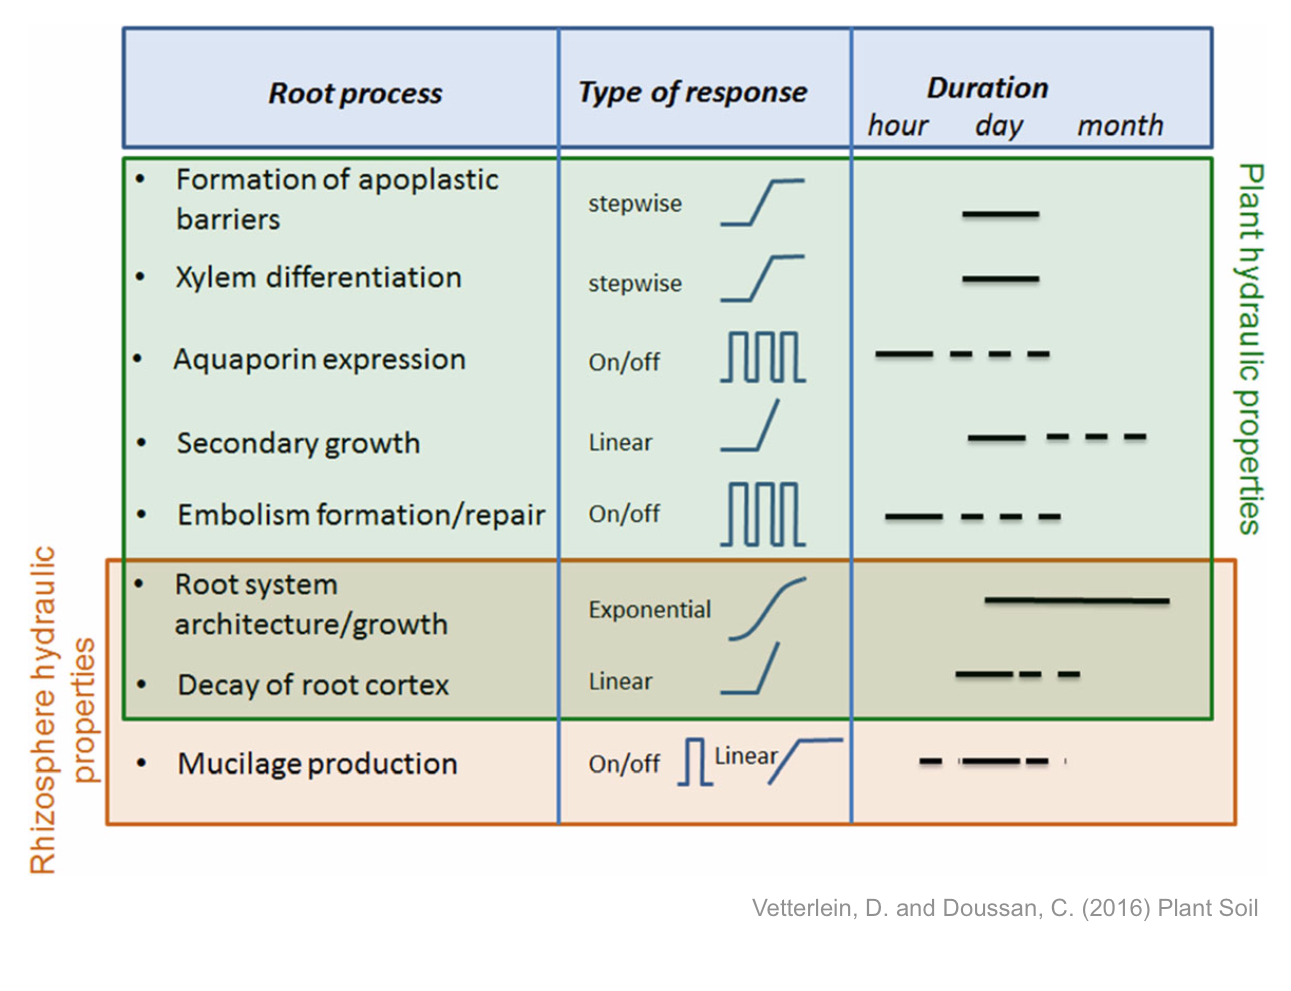 Root process
Type of response
Duration
hour day month
• Formation of apoplastic
barriers
stepwise
• Xylem differentiation
stepwise
• Aquaporin expression
On/off
• Secondary growth
Linear
• Embolism formation/repair
On/off
• Root system
architecture/growth
Exponential
• Decay of root cortex
Linear
• Mucilage production
On/off Linear
Plant hydraulic properties
Rhizosphere hydraulic
properties
Vetterlein, D. and Doussan, C. (2016) Plant Soil